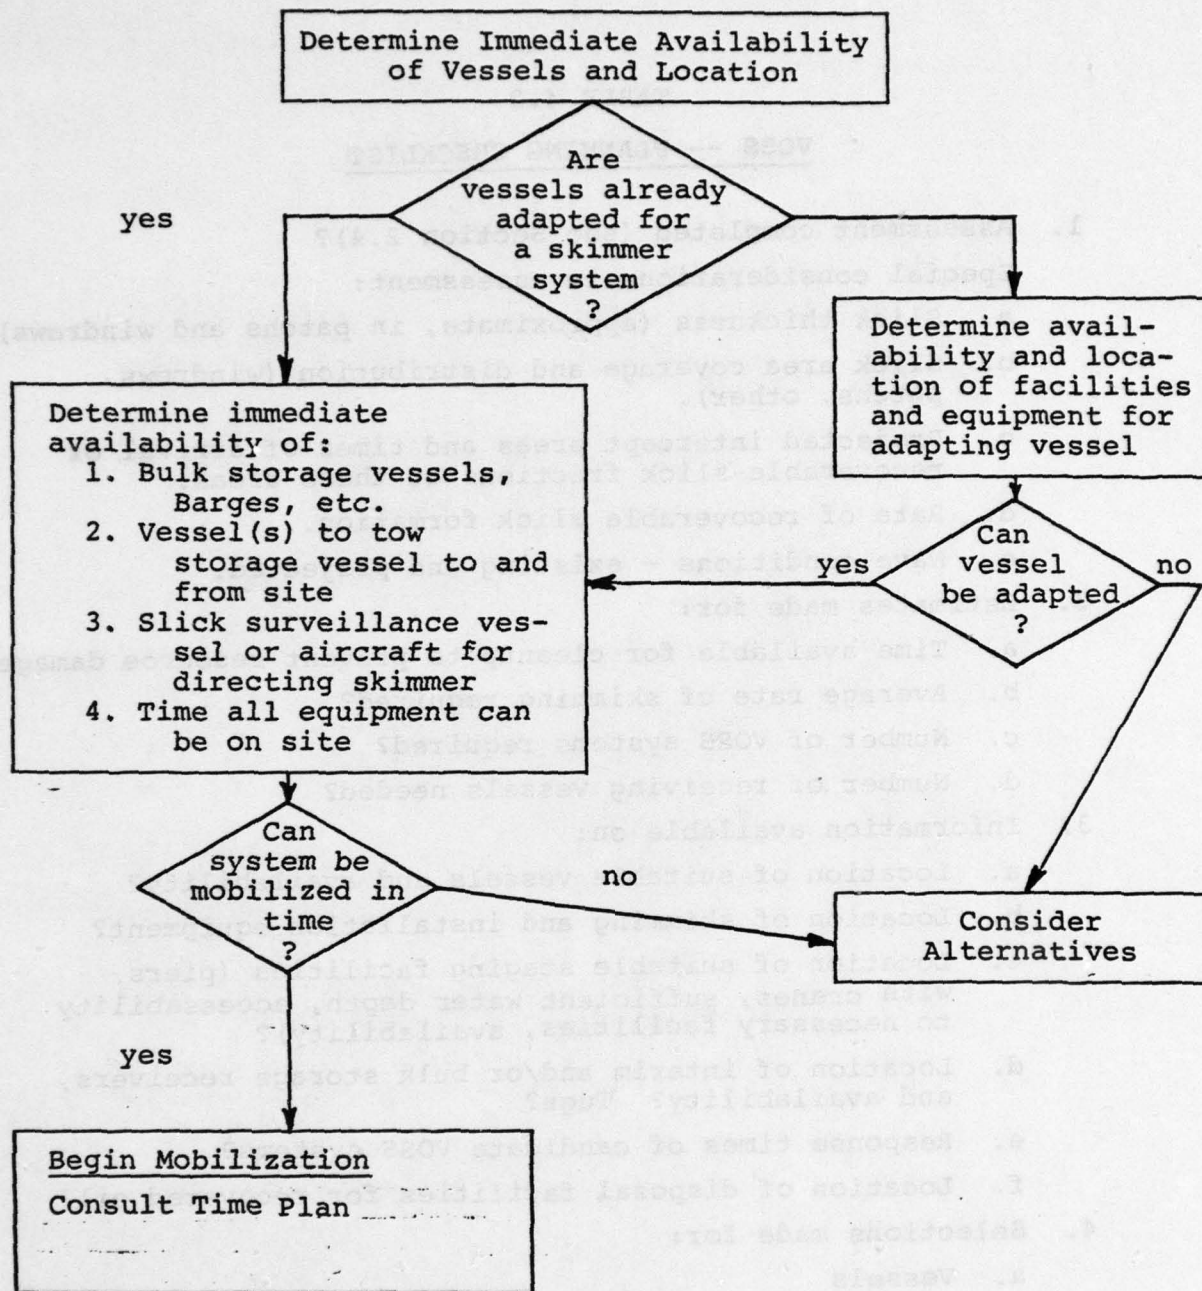 Determine Immediate Availability
of Vessels and Location
Are
vessels already
adapted for
a skimmer
system
?
yes
Determine avail-
ability and loca-
tion of facilities
and equipment for
adapting vessel
Determine immediate
availability of:
1. Bulk storage vessels,
Barges, etc.
2. Vessel(s) to tow
storage vessel to and
from site
3. Slick surveillance ves-
sel or aircraft for
directing skimmer
4. Time all equipment can
be on site
Can
vessel
be adapted
?
yes
no
Can
system be
mobilized in
time
?
no
Consider
Alternatives
yes
Begin Mobilization
Consult Time Plan